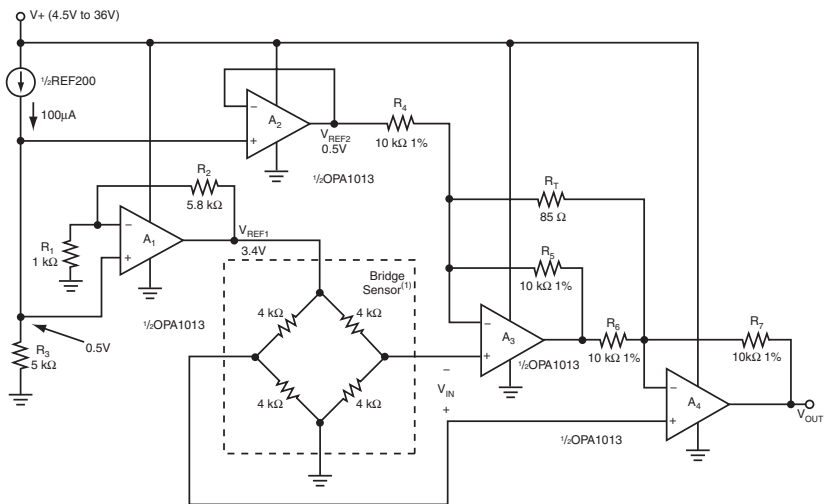 V+ (4.5V to 36V)
½REF200
100µA
−
A2
+
VREF2
0.5V
R4
10 kΩ 1%
½OPA1013
R2
5.8 kΩ
RT
85 Ω
R1
1 kΩ
−
A1
+
VREF1
3.4V
½OPA1013
R3
5 kΩ
0.5V
Bridge
Sensor(1)
4 kΩ
4 kΩ
4 kΩ
4 kΩ
R5
10 kΩ 1%
−
A3
+
½OPA1013
R6
10 kΩ 1%
R7
10kΩ 1%
−
VIN
+
−
A4
+
½OPA1013
VOUT